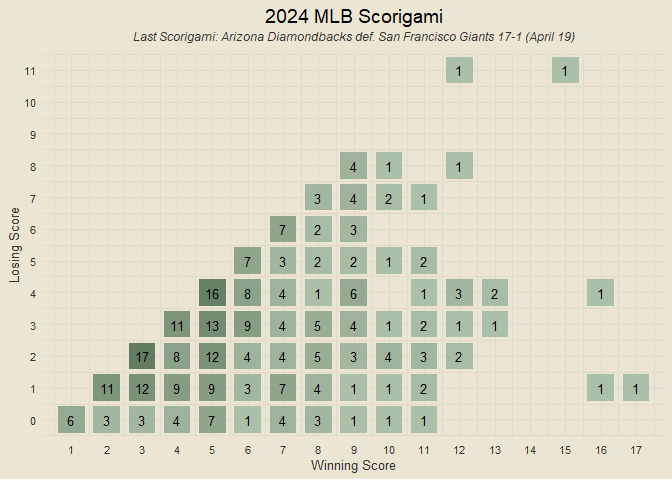 2024 MLB Scorigami
Last Scorigami: Arizona Diamondbacks def. San Francisco Giants 17-1 (April 19)
11 1 1
10
9
8 4 1 1
7 3 4 2 1
6 7 2 3
5 7 3 2 2 1 2
4 16 8 4 1 6 1 3 2 1
3 11 13 9 4 5 4 1 2 1 1
2 17 8 12 4 4 5 3 4 3 2
1 11 12 9 9 3 7 4 1 1 2 1 1
0 6 3 3 4 7 1 4 3 1 1 1
Losing Score
1 2 3 4 5 6 7 8 9 10 11 12 13 14 15 16 17
Winning Score